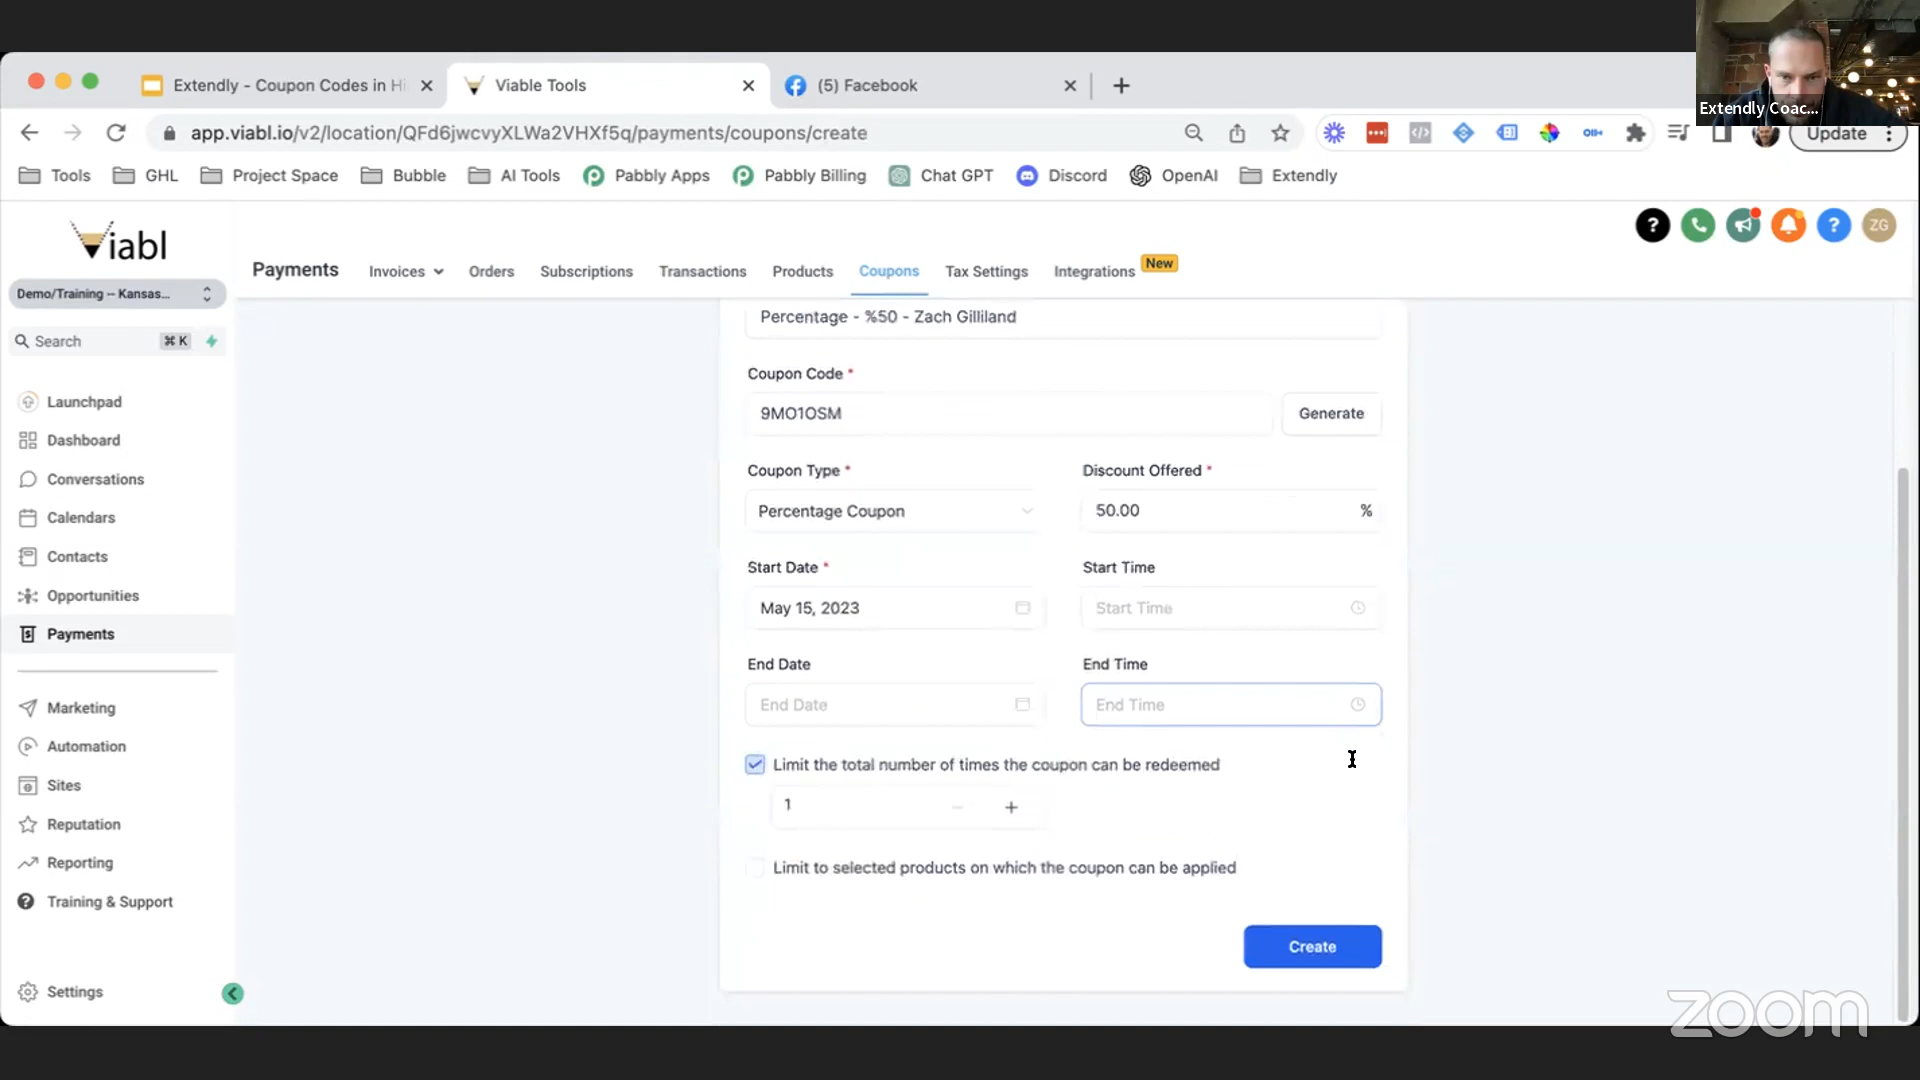 Extendly - Coupon Codes in Hi
Viable Tools
(5) Facebook
Extendly Coac...
app.viabl.io/v2/location/QFd6jwcvyXLWa2VHXf5q/payments/coupons/create
Update
Tools
GHL
Project Space
Bubble
AI Tools
Pabbly Apps
Pabbly Billing
Chat GPT
Discord
OpenAI
Extendly
Viabl
?
?
ZG
Payments
Invoices
Orders
Subscriptions
Transactions
Products
Coupons
Tax Settings
Integrations
New
Demo/Training – Kansas...
Search
⌘ K
Launchpad
Dashboard
Conversations
Calendars
Contacts
Opportunities
Payments
Marketing
Automation
Sites
Reputation
Reporting
Training & Support
Settings
Percentage - %50 - Zach Gilliland
Coupon Code *
9MO1OSM
Generate
Coupon Type *
Discount Offered *
Percentage Coupon
50.00
%
Start Date *
Start Time
May 15, 2023
Start Time
End Date
End Time
End Date
End Time
Limit the total number of times the coupon can be redeemed
1
Limit to selected products on which the coupon can be applied
Create
zoom